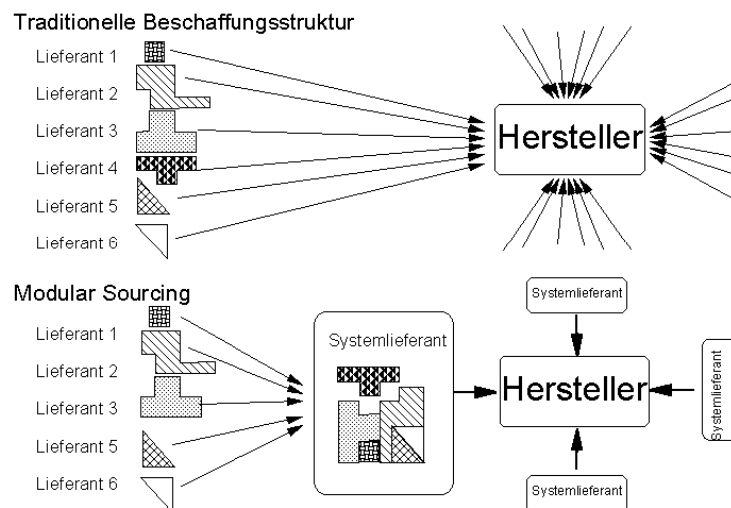 Traditionelle Beschaffungsstruktur
Lieferant 1
Lieferant 2
Lieferant 3
Lieferant 4
Lieferant 5
Lieferant 6
Hersteller
Modular Sourcing
Lieferant 1
Lieferant 2
Lieferant 3
Lieferant 5
Lieferant 6
Systemlieferant
Systemlieferant
Hersteller
Systemlieferant
Systemlieferant